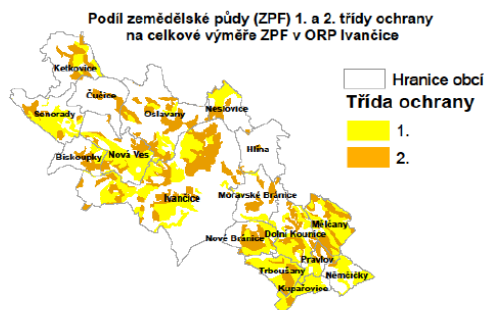 Podíl zemědělské půdy (ZPF) 1. a 2. třídy ochrany
na celkové výměře ZPF v ORP Ivančice
Hranice obcí
Třída ochrany
1.
2.
Ketkovice
Čučice
Senorady
Oslavany
Neslovice
Biskoupky
Nová Ves
Hlína
Ivančice
Moravské Bránice
Mělčany
Nové Bránice
Dolní Kounice
Pravlov
Trboušany
Němčičky
Kupařovice